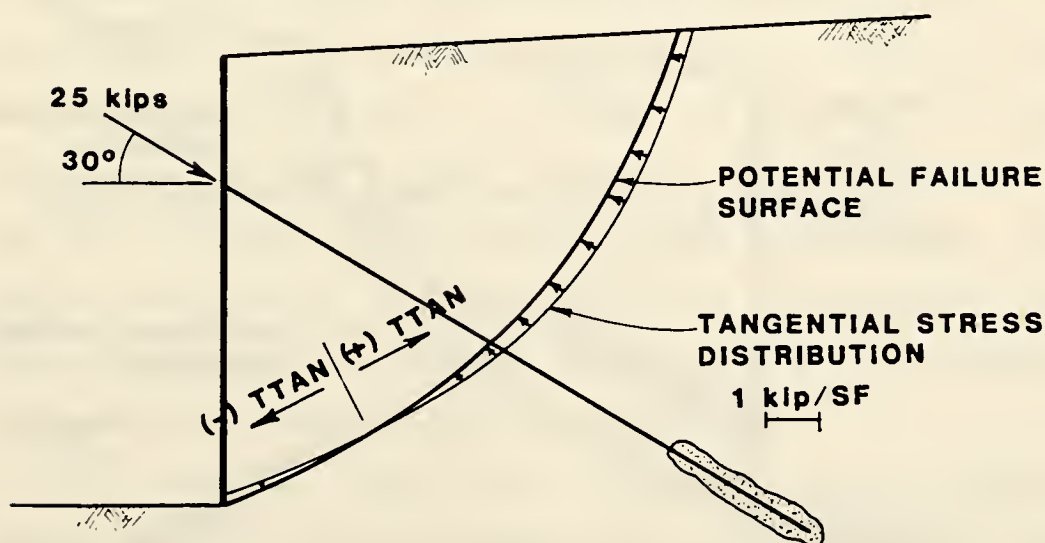 25 kips
30°
POTENTIAL FAILURE
SURFACE
(-) TTAN (+) TTAN
TANGENTIAL STRESS
DISTRIBUTION
1 kip/SF